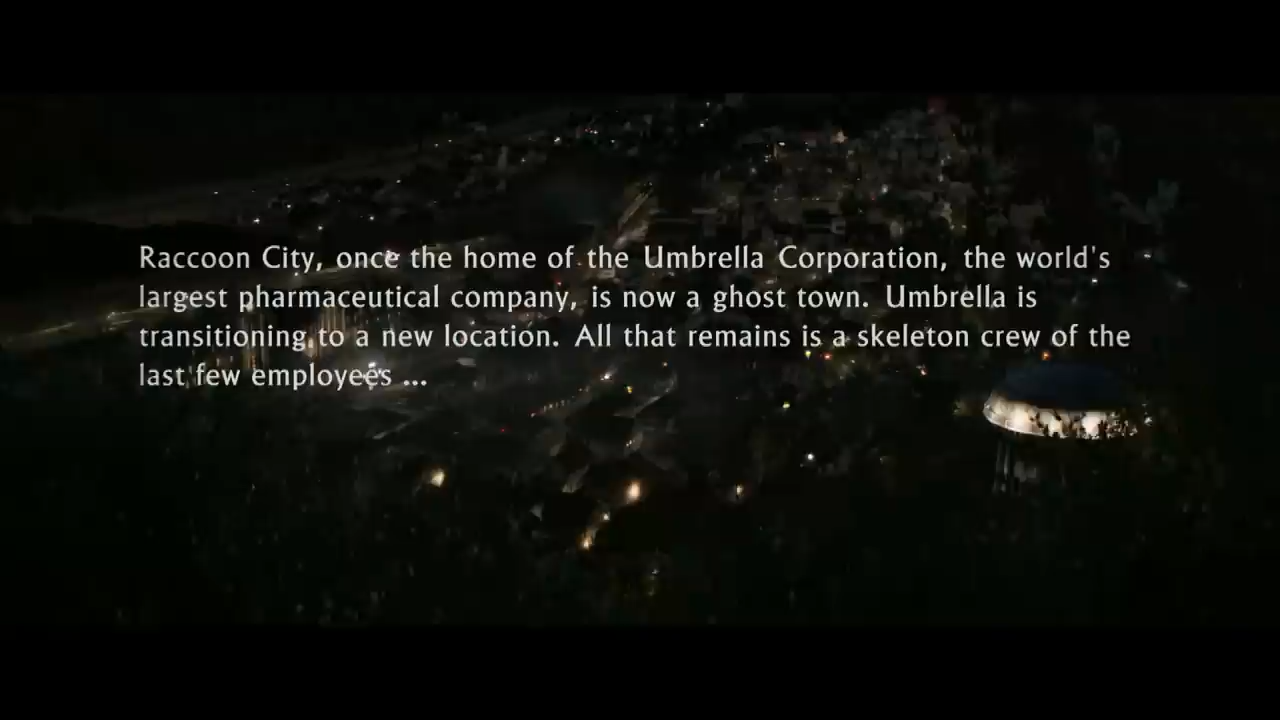 Raccoon City, once the home of the Umbrella Corporation, the world's
largest pharmaceutical company, is now a ghost town. Umbrella is
transitioning to a new location. All that remains is a skeleton crew of the
last few employees ...